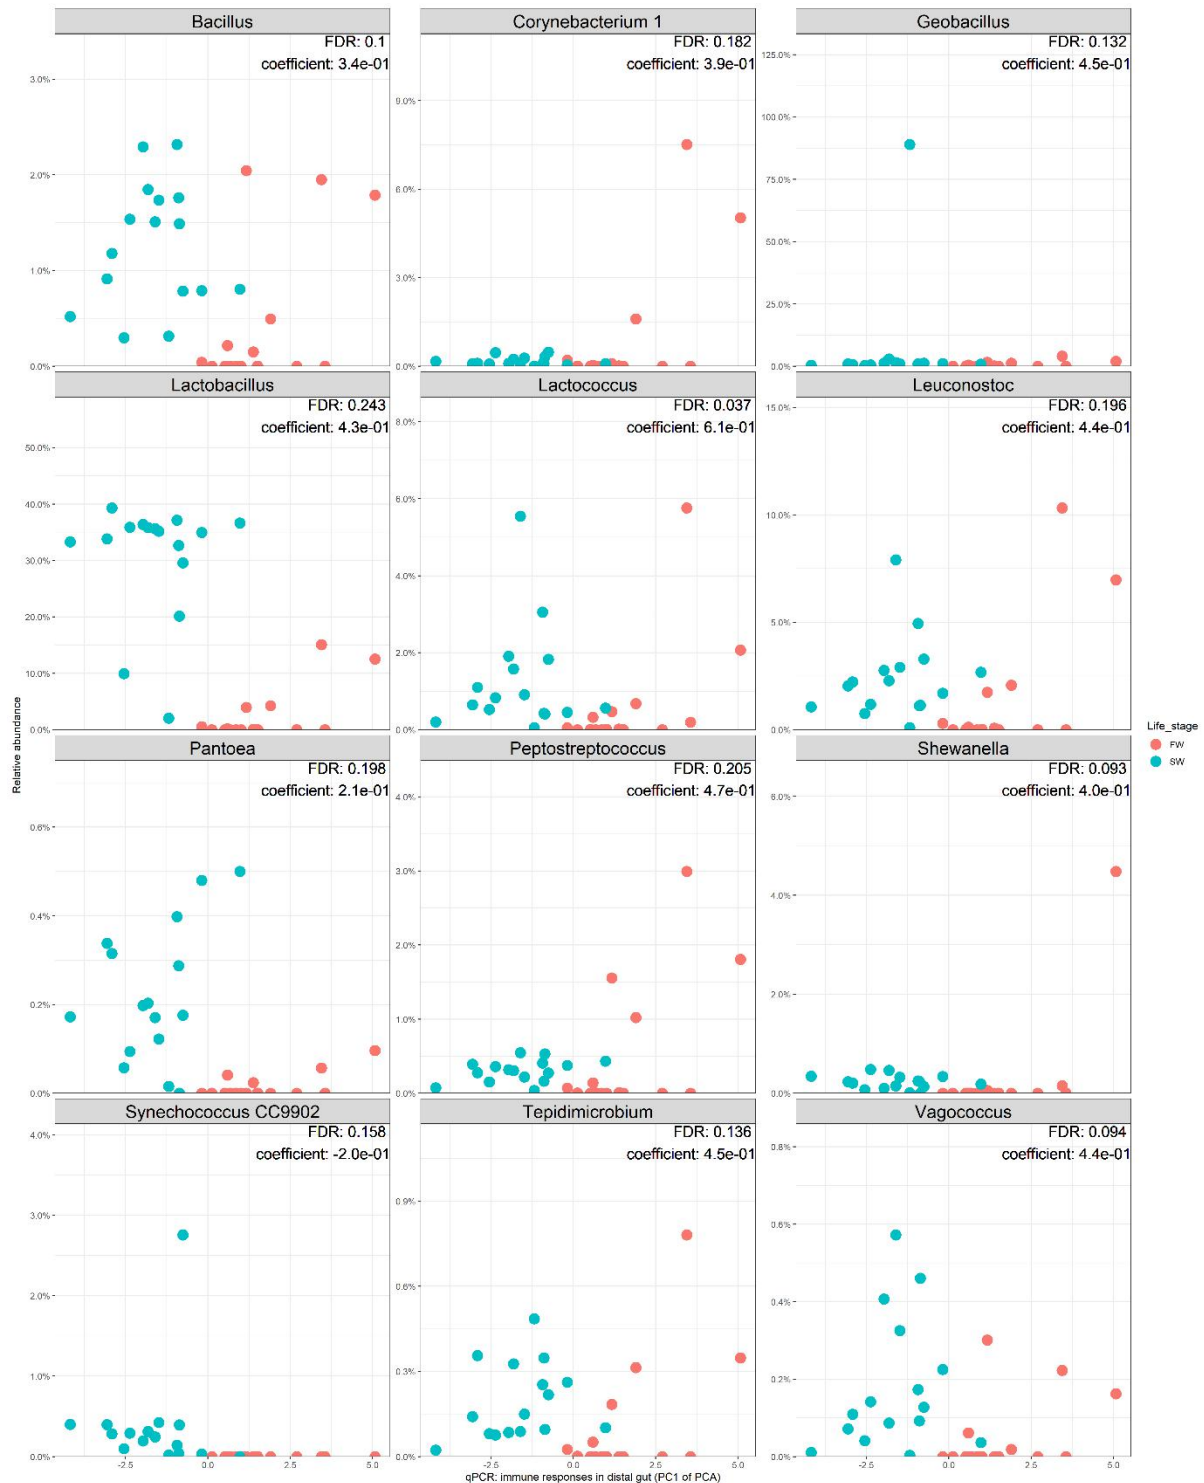 Bacillus
FDR: 0.1
coefficient: 3.4e-01
3.0%
2.0%
1.0%
0.0%
Corynebacterium 1
FDR: 0.182
coefficient: 3.9e-01
9.0%
6.0%
3.0%
0.0%
Geobacillus
FDR: 0.132
coefficient: 4.5e-01
125.0%
100.0%
75.0%
50.0%
25.0%
0.0%
Lactobacillus
FDR: 0.243
coefficient: 4.3e-01
50.0%
40.0%
30.0%
20.0%
10.0%
0.0%
Lactococcus
FDR: 0.037
coefficient: 6.1e-01
8.0%
6.0%
4.0%
2.0%
0.0%
Leuconostoc
FDR: 0.196
coefficient: 4.4e-01
15.0%
10.0%
5.0%
0.0%
Relative abundance
Life_stage
FW
SW
Pantoea
FDR: 0.198
coefficient: 2.1e-01
0.6%
0.4%
0.2%
0.0%
Peptostreptococcus
FDR: 0.205
coefficient: 4.7e-01
4.0%
3.0%
2.0%
1.0%
0.0%
Shewanella
FDR: 0.093
coefficient: 4.0e-01
6.0%
4.0%
2.0%
0.0%
Synechococcus CC9902
FDR: 0.158
coefficient: -2.0e-01
4.0%
3.0%
2.0%
1.0%
0.0%
-2.5 0.0 2.5 5.0
Tepidimicrobium
FDR: 0.136
coefficient: 4.5e-01
0.9%
0.6%
0.3%
0.0%
-2.5 0.0 2.5 5.0
Vagococcus
FDR: 0.094
coefficient: 4.4e-01
0.8%
0.6%
0.4%
0.2%
0.0%
-2.5 0.0 2.5 5.0
qPCR: immune responses in distal gut (PC1 of PCA)